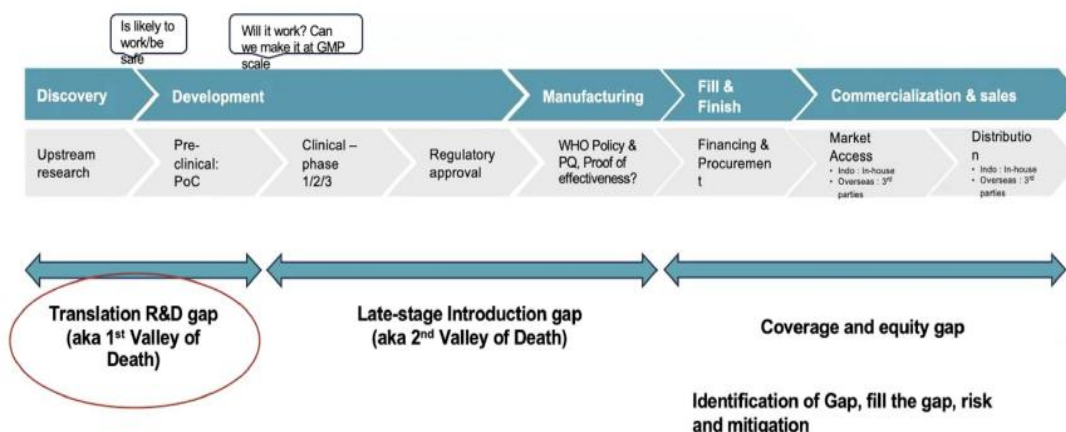 Is likely to
work/be
safe
Will it work? Can
we make it at GMP
scale
Discovery
Development
Manufacturing
Fill &
Finish
Commercialization & sales
Upstream
research
Pre-
clinical:
PoC
Clinical –
phase
1/2/3
Regulatory
approval
WHO Policy &
PQ, Proof of
effectiveness?
Financing &
Procuremen
t
Market
Access
• Indo : In-house
• Overseas : 3rd
parties
Distributio
n
• Indo : In-house
• Overseas : 3rd
parties
Translation R&D gap
(aka 1st Valley of
Death)
Late-stage Introduction gap
(aka 2nd Valley of Death)
Coverage and equity gap
Identification of Gap, fill the gap, risk
and mitigation